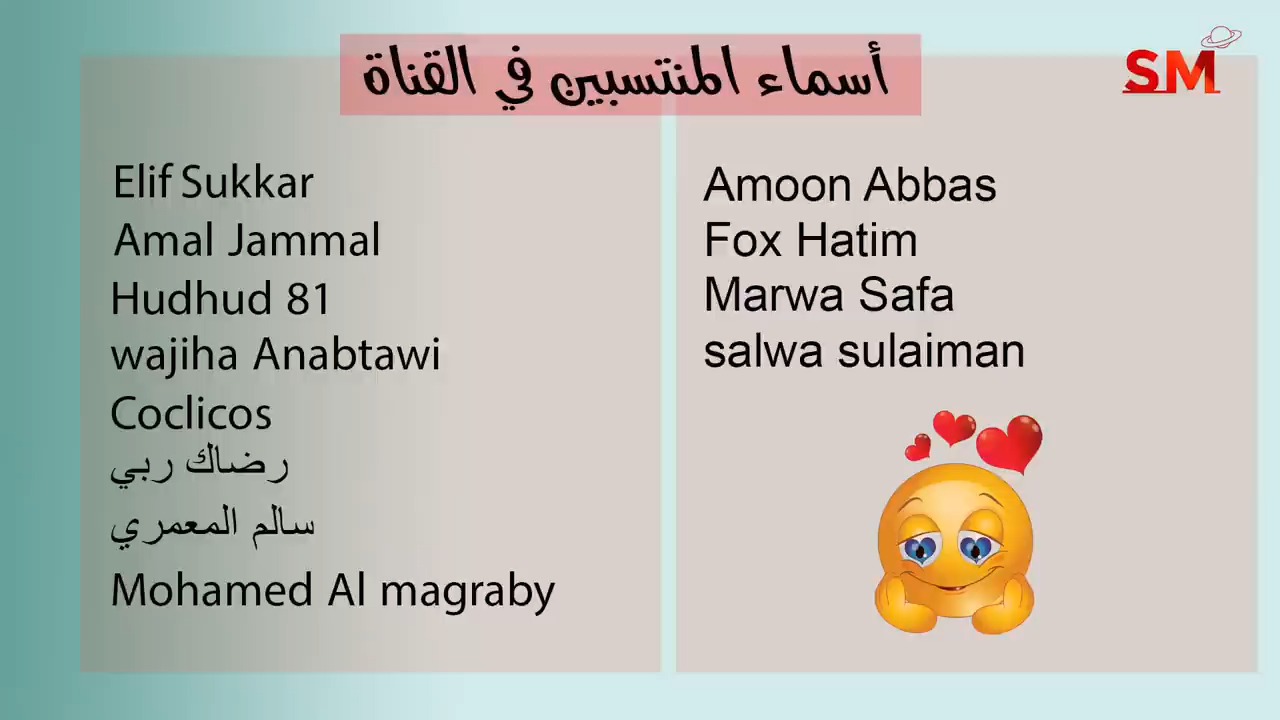 أسماء المنتسبين في القناة
SM
Elif Sukkar
Amal Jammal
Hudhud 81
wajiha Anabtawi
Coclicos
رضاك ربي
سالم المعمري
Mohamed Al magraby
Amoon Abbas
Fox Hatim
Marwa Safa
salwa sulaiman